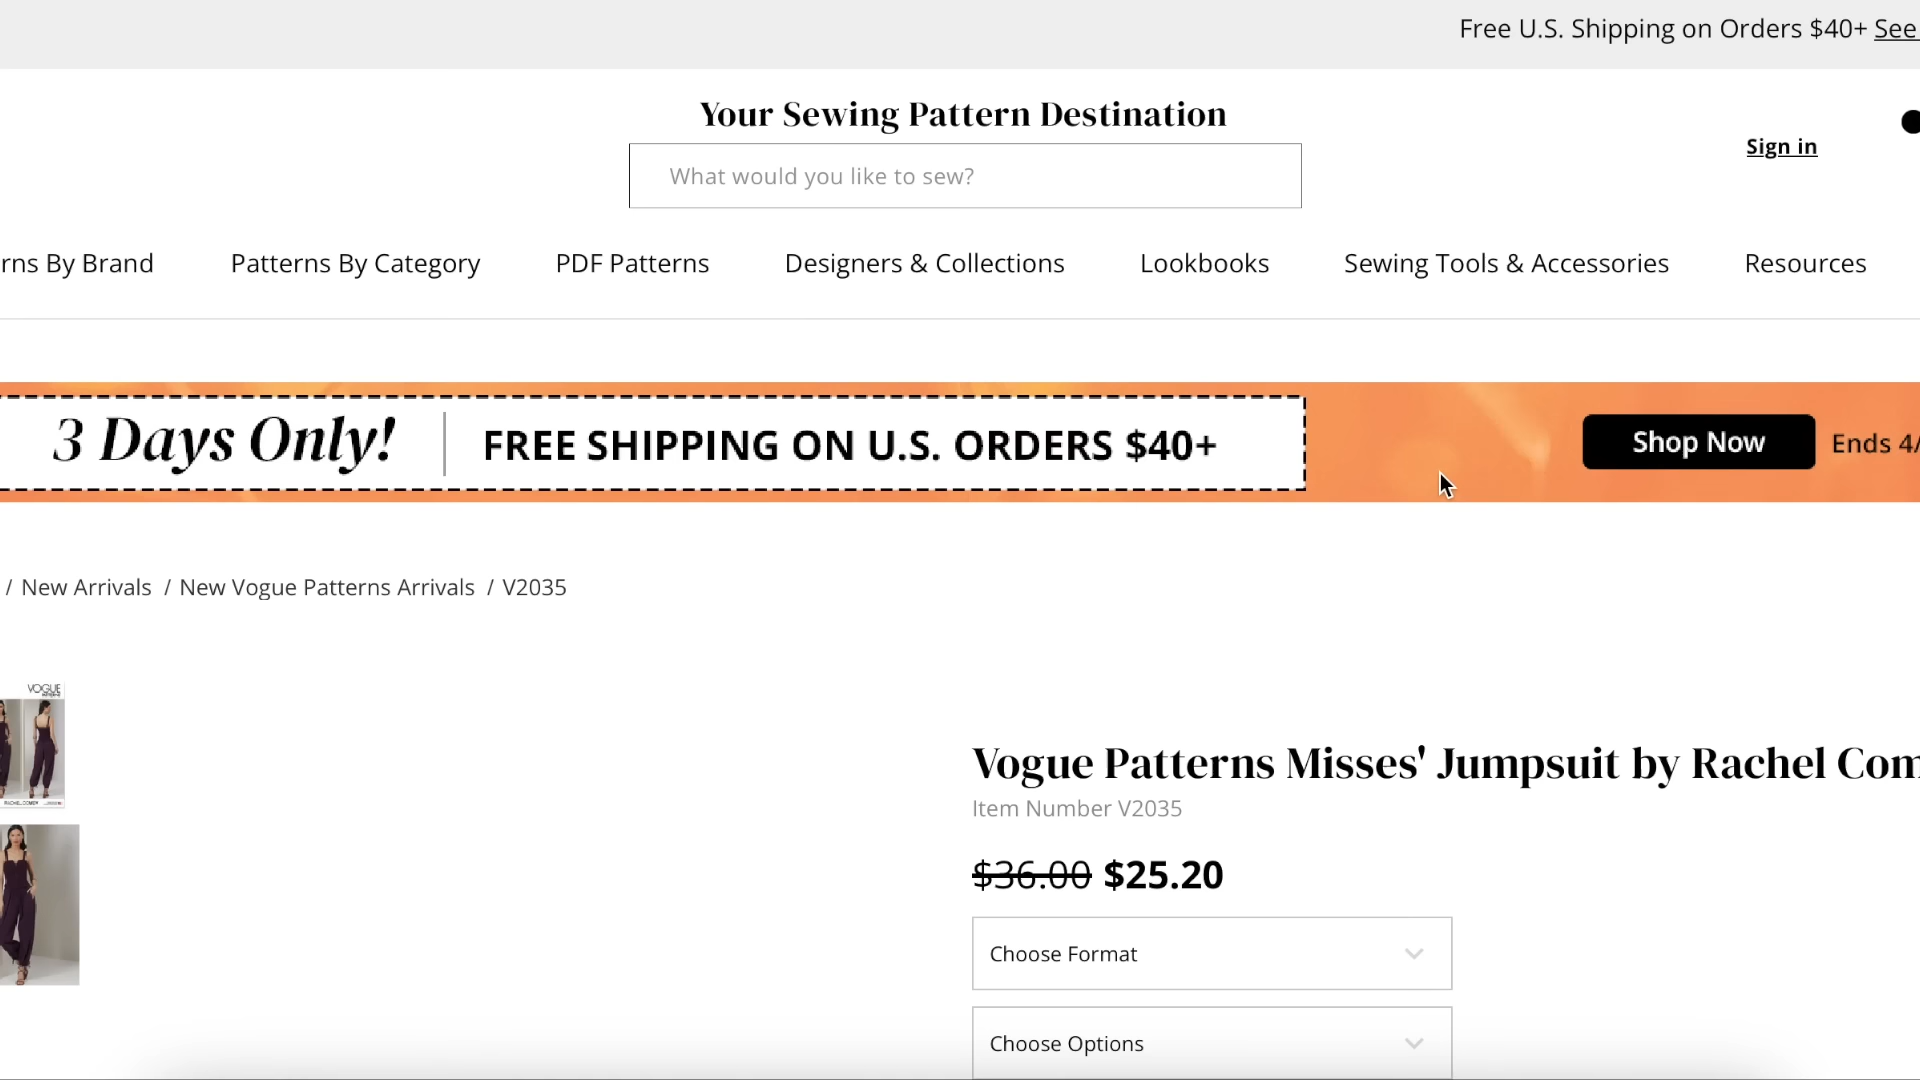 Free U.S. Shipping on Orders $40+ See
Your Sewing Pattern Destination
What would you like to sew?
Sign in
rns By Brand
Patterns By Category
PDF Patterns
Designers & Collections
Lookbooks
Sewing Tools & Accessories
Resources
3 Days Only!
FREE SHIPPING ON U.S. ORDERS $40+
Shop Now
Ends 4/
/ New Arrivals / New Vogue Patterns Arrivals / V2035
VOGUE
RACHEL COMEY
Vogue Patterns Misses' Jumpsuit by Rachel Com
Item Number V2035
$36.00 $25.20
Choose Format
Choose Options